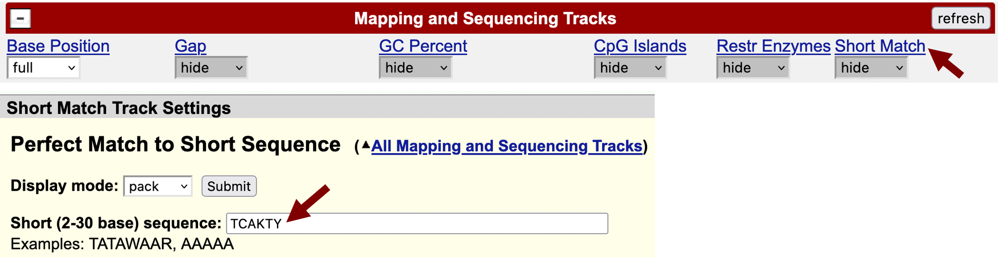 -
Mapping and Sequencing Tracks
refresh
Base Position Gap GC Percent CpG Islands Restr Enzymes Short Match
full hide hide hide hide hide
Short Match Track Settings
Perfect Match to Short Sequence (▲All Mapping and Sequencing Tracks)
Display mode: pack Submit
Short (2-30 base) sequence: TCAKTY
Examples: TATAWAAR, AAAAA